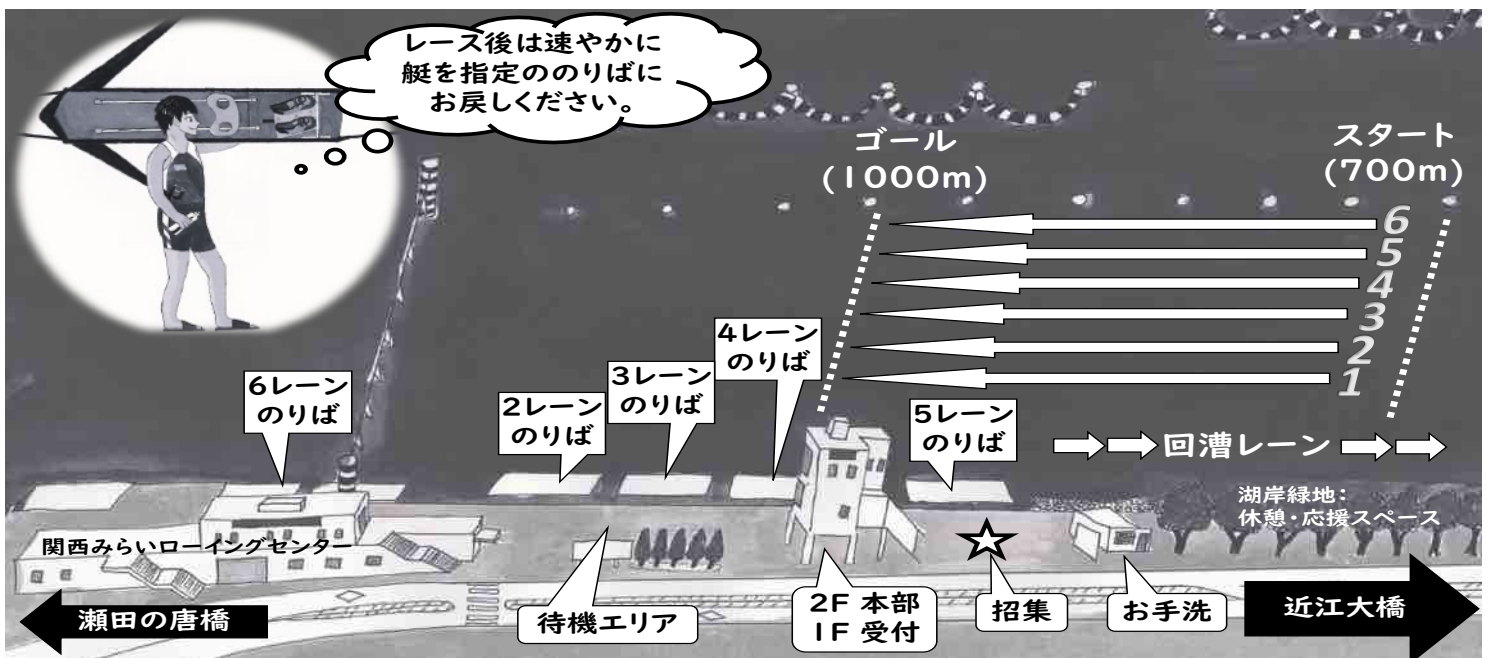 レース後は速やかに
艇を指定ののりばに
お戻しください。
ゴール
(1000m)
スタート
(700m)
6
5
4
3
2
1
4レーン
のりば
3レーン
のりば
6レーン
のりば
2レーン
のりば
5レーン
のりば
回漕レーン
湖岸緑地:
休憩・応援スペース
関西みらいローイングセンター
瀬田の唐橋
待機エリア
2F 本部
1F 受付
招集
お手洗
近江大橋